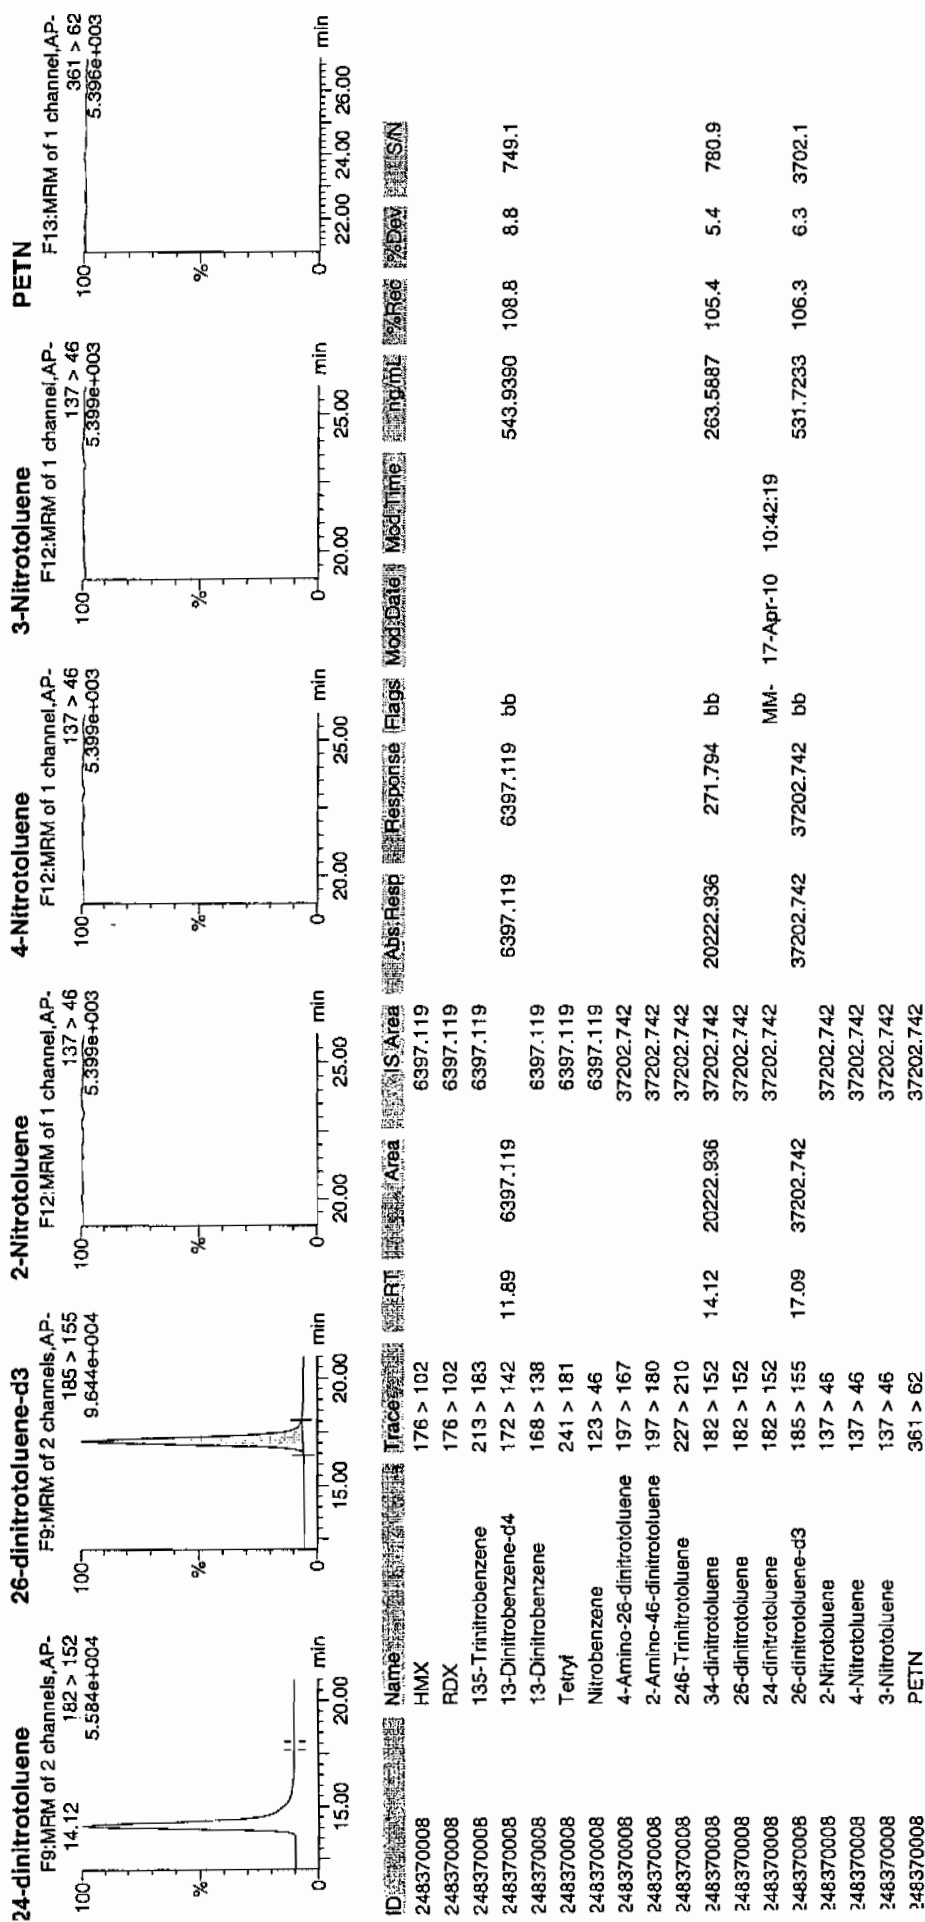 24-dinitrotoluene
F9:MRM of 2 channels,AP-
14.12 182 > 152
5.584e+004
100
%
0
15.00 20.00 min
26-dinitrotoluene-d3
F9:MRM of 2 channels,AP-
185 > 155
9.644e+004
100
%
0
15.00 20.00 min
2-Nitrotoluene
F12:MRM of 1 channel,AP-
137 > 46
5.399e+003
100
%
0
20.00 25.00 min
4-Nitrotoluene
F12:MRM of 1 channel,AP-
137 > 46
5.399e+003
100
%
0
20.00 25.00 min
3-Nitrotoluene
F12:MRM of 1 channel,AP-
137 > 46
5.399e+003
100
%
0
20.00 25.00 min
PETN
F13:MRM of 1 channel,AP-
361 > 62
5.396e+003
100
%
0
22.00 24.00 26.00 min
ID Name Trace RT Area IS Area Abs.Resp Response Flags Mod.Date Mod.Time ng/mL %Rec %Dev S/N
248370008 HMX 176 > 102 6397.119
248370008 RDX 176 > 102 6397.119
248370008 135-Trinitrobenzene 213 > 183 6397.119
248370008 13-Dinitrobenzene-d4 172 > 142 11.89 6397.119 6397.119 6397.119 bb 543.9390 108.8 8.8 749.1
248370008 13-Dinitrobenzene 168 > 138 6397.119
248370008 Tetryl 241 > 181 6397.119
248370008 Nitrobenzene 123 > 46 6397.119
248370008 4-Amino-26-dinitrotoluene 197 > 167 37202.742
248370008 2-Amino-46-dinitrotoluene 197 > 180 37202.742
248370008 246-Trinitrotoluene 227 > 210 37202.742
248370008 34-dinitrotoluene 182 > 152 14.12 20222.936 37202.742 20222.936 271.794 bb 263.5887 105.4 5.4 780.9
248370008 26-dinitrotoluene 182 > 152 37202.742
248370008 24-dinitrotoluene 182 > 152 37202.742 MM- 17-Apr-10 10:42:19
248370008 26-dinitrotoluene-d3 185 > 155 17.09 37202.742 37202.742 37202.742 bb 531.7233 106.3 6.3 3702.1
248370008 2-Nitrotoluene 137 > 46 37202.742
248370008 4-Nitrotoluene 137 > 46 37202.742
248370008 3-Nitrotoluene 137 > 46 37202.742
248370008 PETN 361 > 62 37202.742